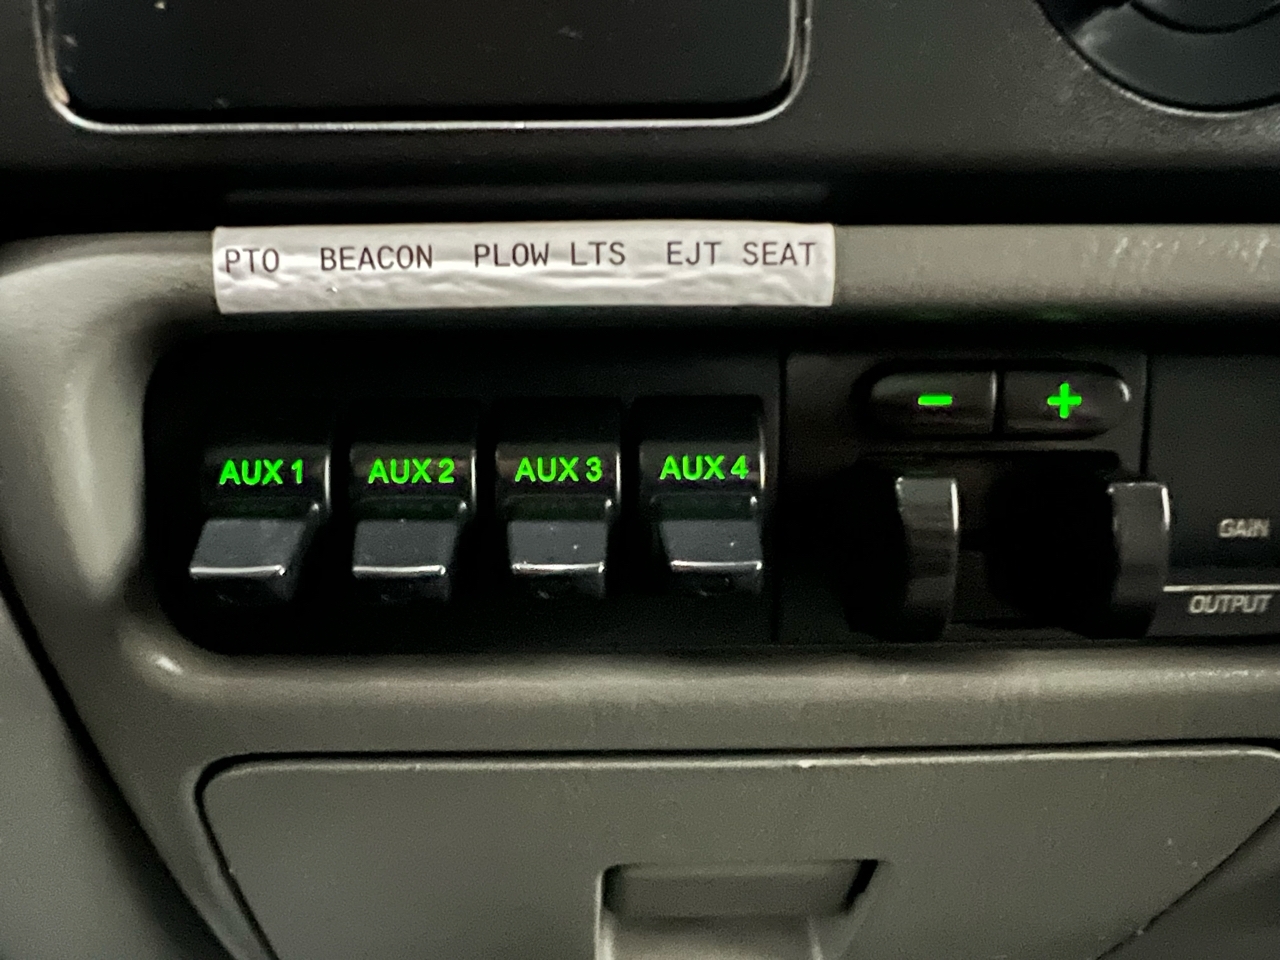 PTO BEACON PLOW LTS EJT SEAT
AUX 1 AUX 2 AUX 3 AUX 4
- +
GAIN
OUTPUT